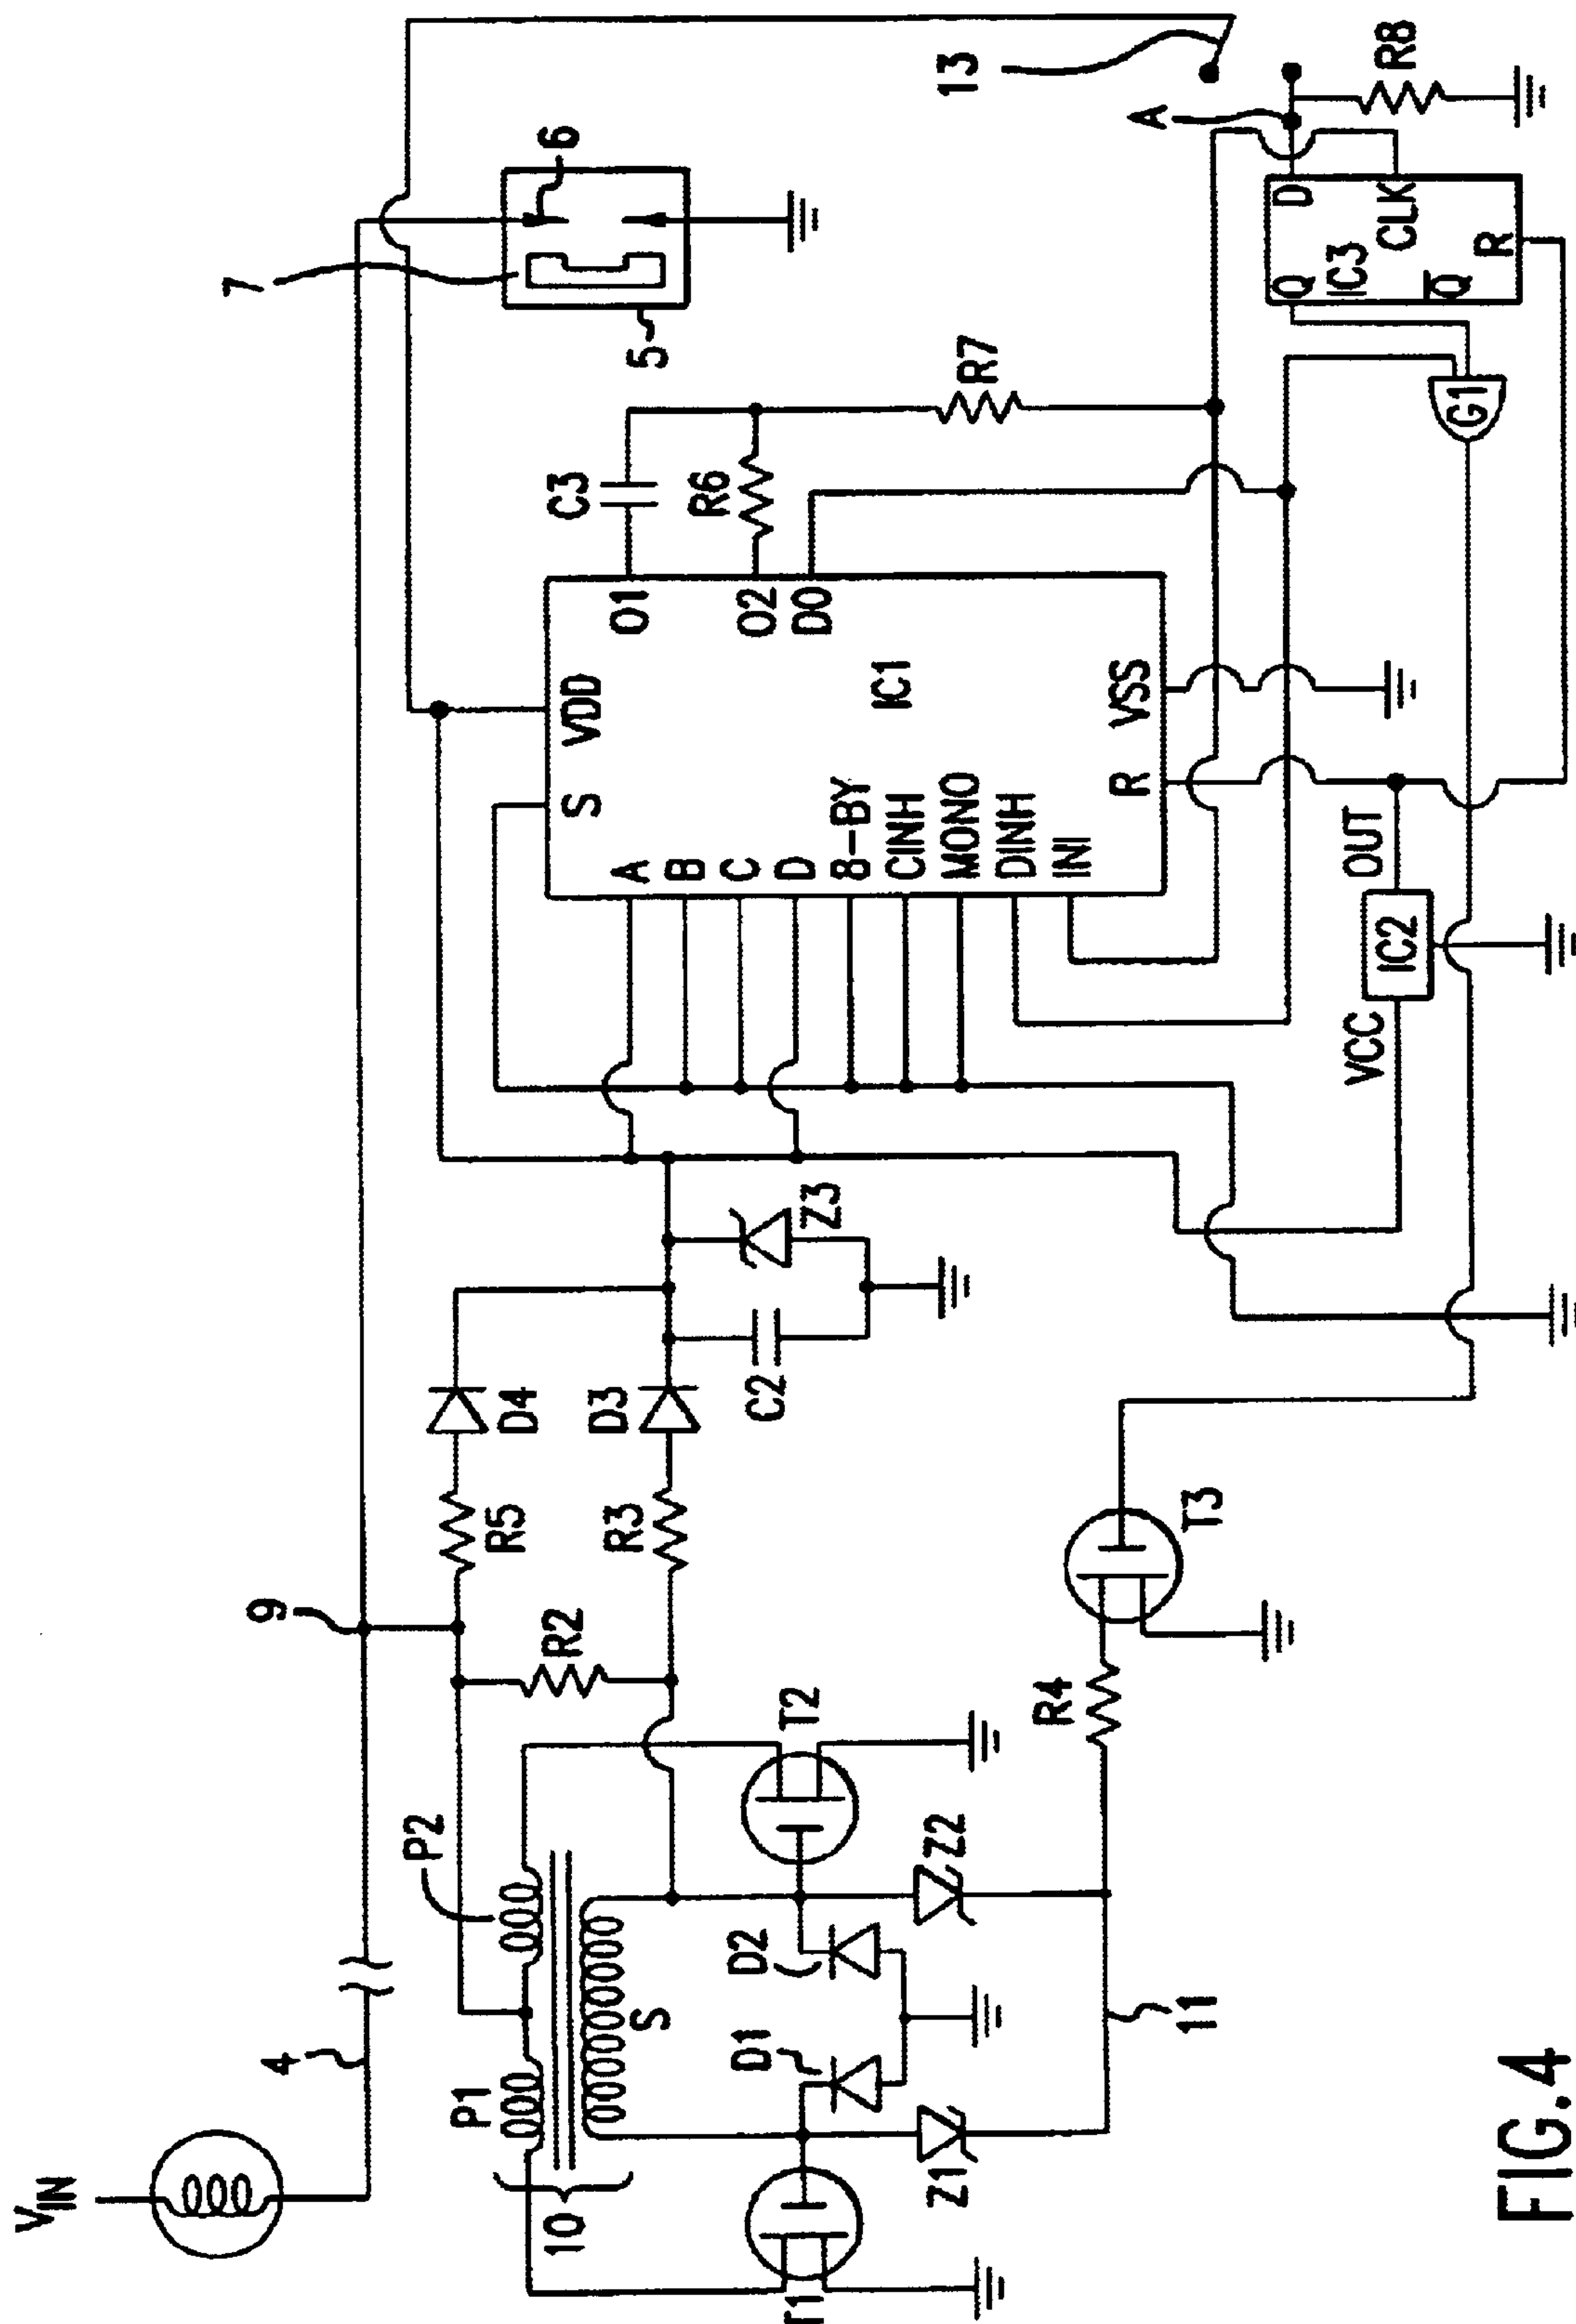 V_IN
4
9
7
6
5
13
A
R8
D
CLK
Q
IC3
Q̅
R
G1
R7
C3
R6
O1
O2
DO
VDD
S
IC1
A
B
C
D
8-BY
CINH
MONO
DINH
INI
R
VSS
OUT
IC2
VCC
Z3
C2
D4
D3
R5
R3
R2
T3
R4
T2
P2
P1
S
10
D2
D1
Z2
Z1
T1
11
FIG.4